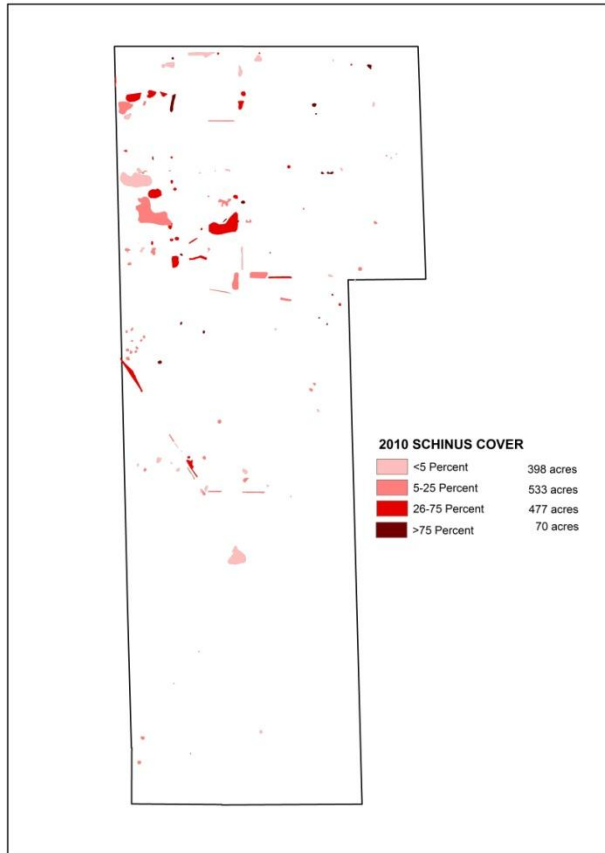 2010 SCHINUS COVER
<5 Percent 398 acres
5-25 Percent 533 acres
26-75 Percent 477 acres
>75 Percent 70 acres